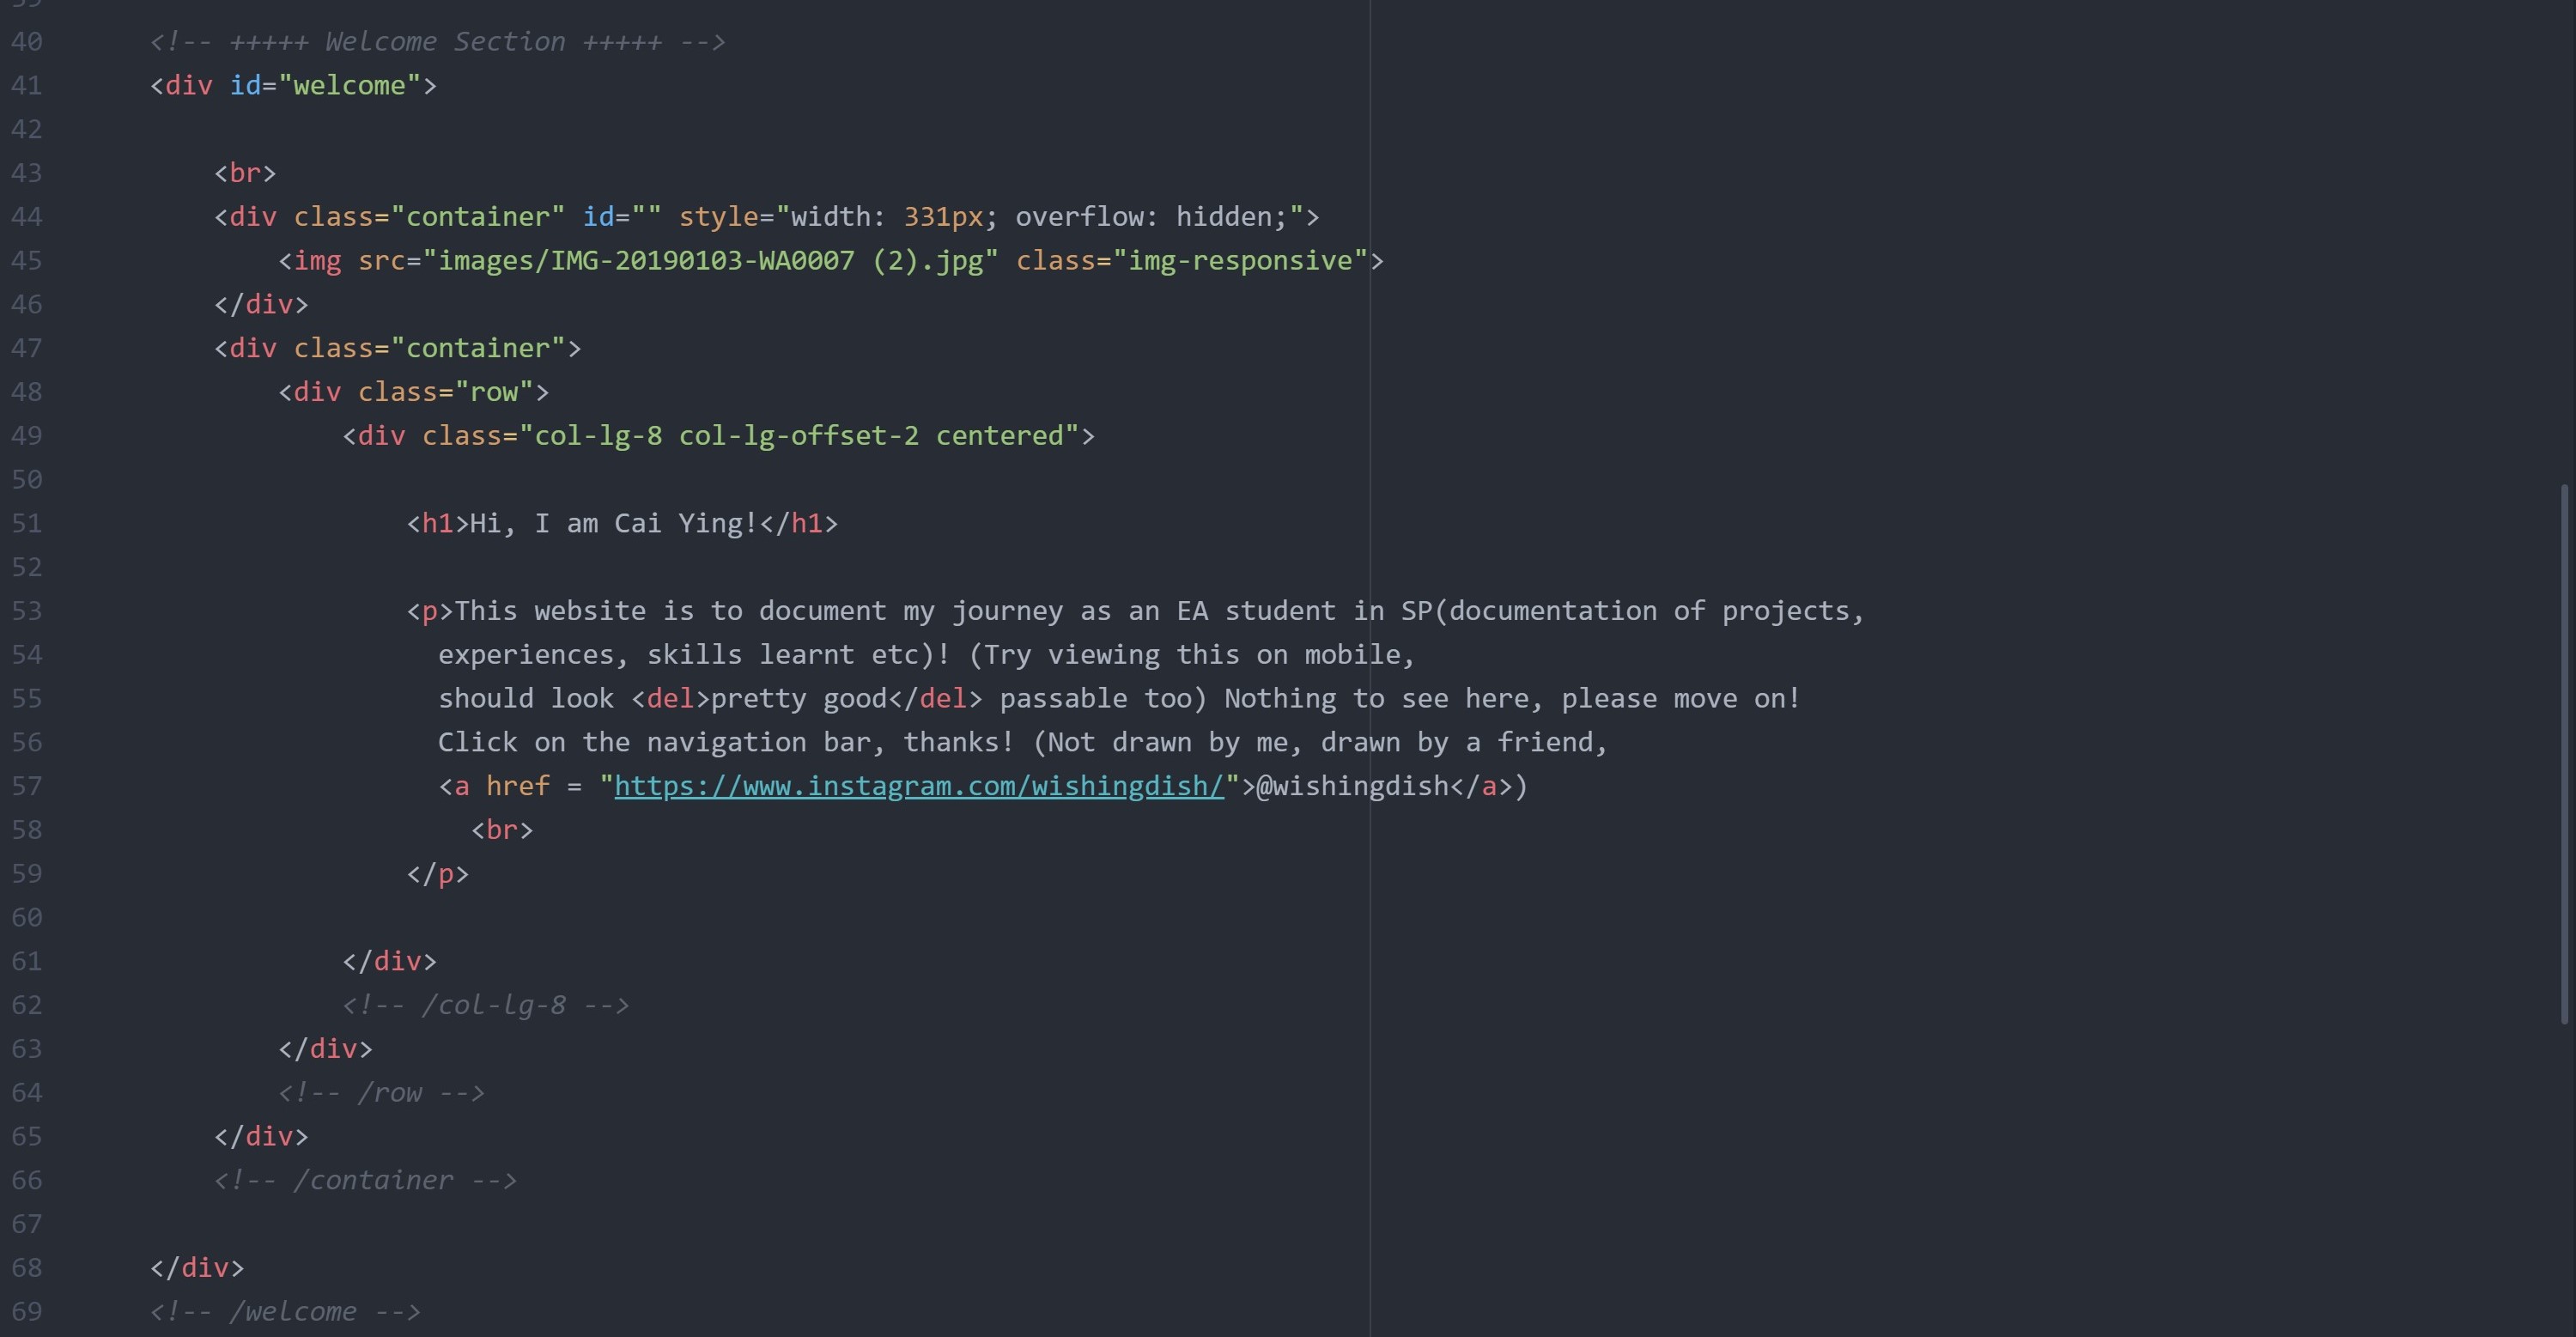 40 <!-- +++++ Welcome Section +++++ -->
41 <div id="welcome">
42
43 <br>
44 <div class="container" id="" style="width: 331px; overflow: hidden;">
45 <img src="images/IMG-20190103-WA0007 (2).jpg" class="img-responsive">
46 </div>
47 <div class="container">
48 <div class="row">
49 <div class="col-lg-8 col-lg-offset-2 centered">
50
51 <h1>Hi, I am Cai Ying!</h1>
52
53 <p>This website is to document my journey as an EA student in SP(documentation of projects,
54 experiences, skills learnt etc)! (Try viewing this on mobile,
55 should look <del>pretty good</del> passable too) Nothing to see here, please move on!
56 Click on the navigation bar, thanks! (Not drawn by me, drawn by a friend,
57 <a href = "https://www.instagram.com/wishingdish/">@wishingdish</a>)
58 <br>
59 </p>
60
61 </div>
62 <!-- /col-lg-8 -->
63 </div>
64 <!-- /row -->
65 </div>
66 <!-- /container -->
67
68 </div>
69 <!-- /welcome -->